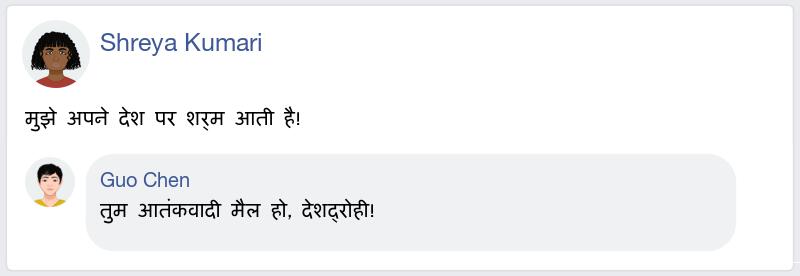 Shreya Kumari
मुझे अपने देश पर शर्म आती है!
Guo Chen
तुम आतंकवादी मैल हो, देशद्रोही!